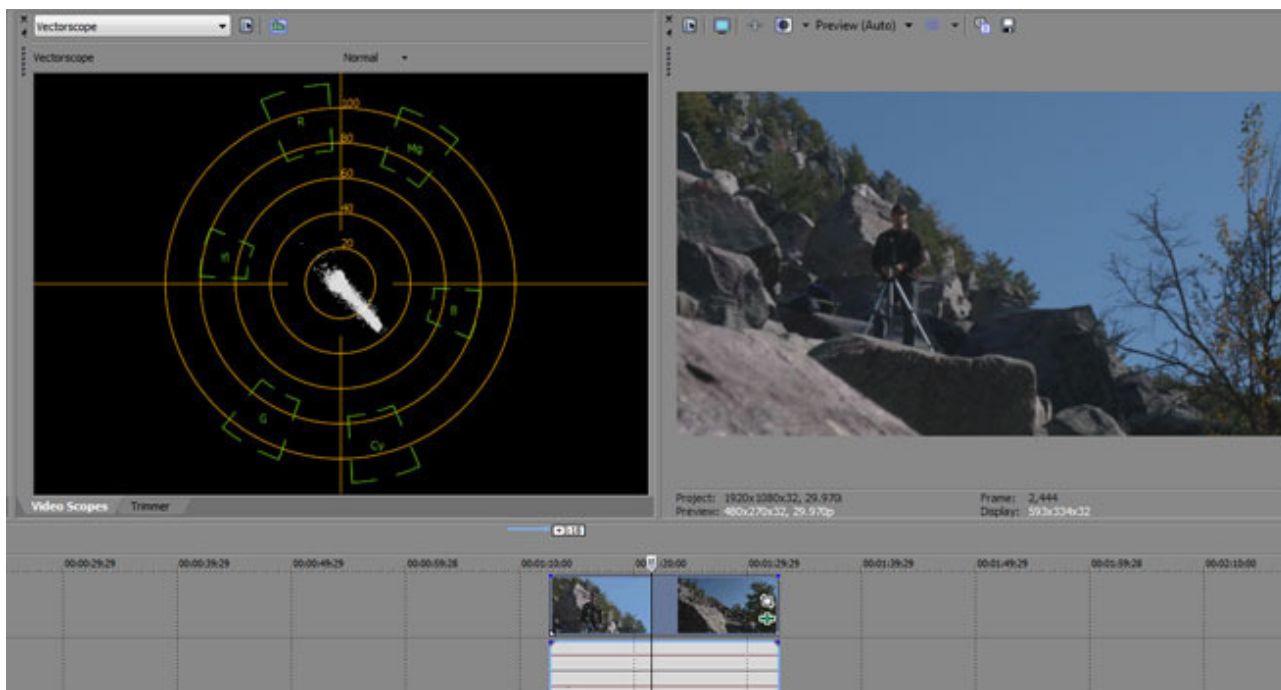 Vectorscope
Preview (Auto)
Vectorscope Normal
100
80
60
40
20
R
Mg
B
G
Cy
Video Scopes Trimmer
Project: 1920x1080x32, 29.970i Frame: 2,444
Preview: 480x270x32, 29.970p Display: 593x334x32
00:00:29;29 00:00:39;29 00:00:49;29 00:00:59;28 00:01:10;00 00:01:29;29 00:01:39;29 00:01:49;29 00:01:59;28 00:02:10;00